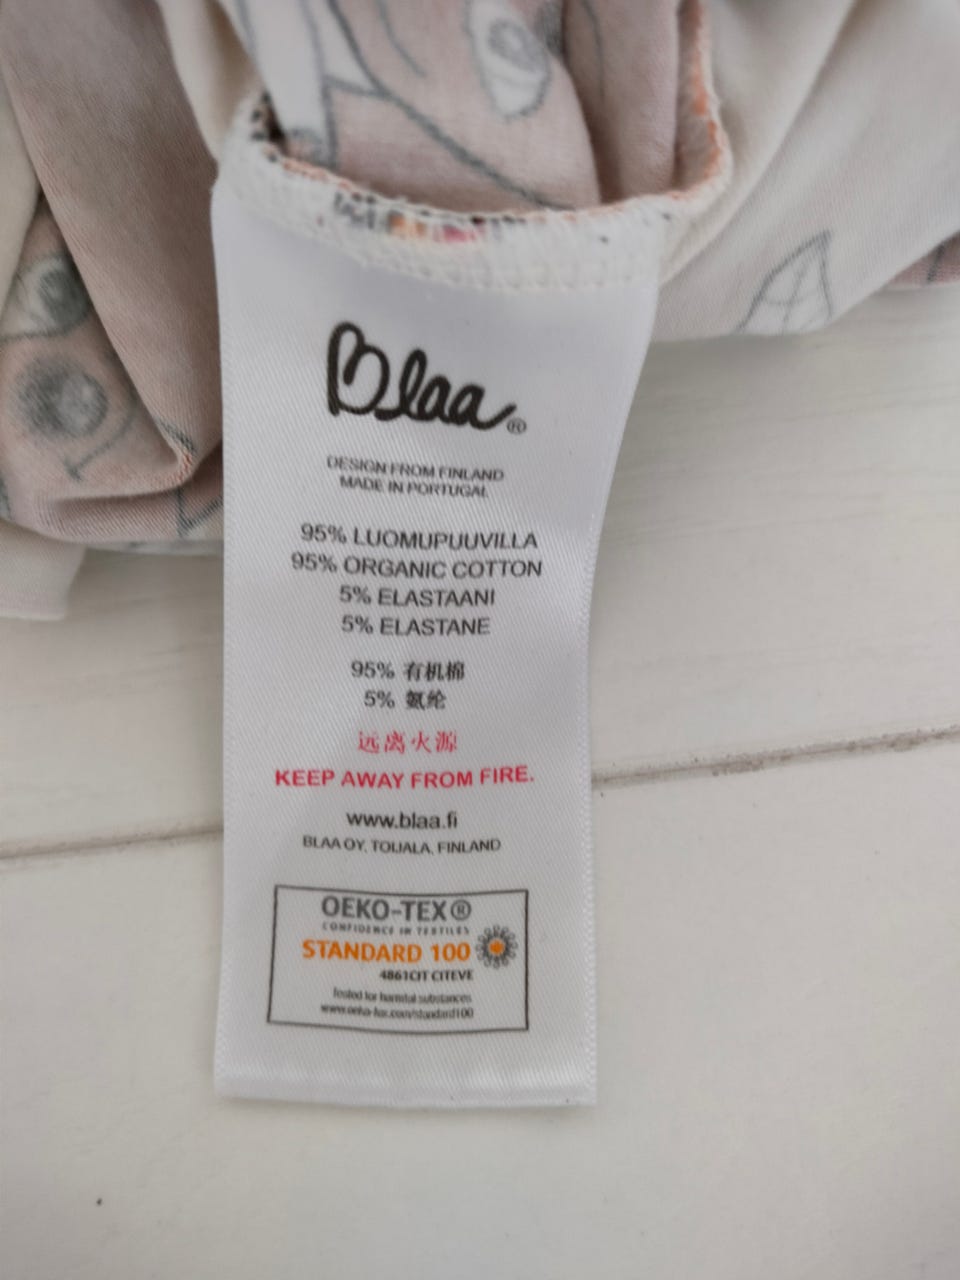 Blaa®
DESIGN FROM FINLAND
MADE IN PORTUGAL
95% LUOMUPUUVILLA
95% ORGANIC COTTON
5% ELASTAANI
5% ELASTANE
95% 有机棉
5% 氨纶
远离火源
KEEP AWAY FROM FIRE.
www.blaa.fi
BLAA OY, TOIJALA, FINLAND
OEKO-TEX®
CONFIDENCE IN TEXTILES
STANDARD 100
4861CIT CITEVE
Tested for harmful substances
www.oeko-tex.com/standard100